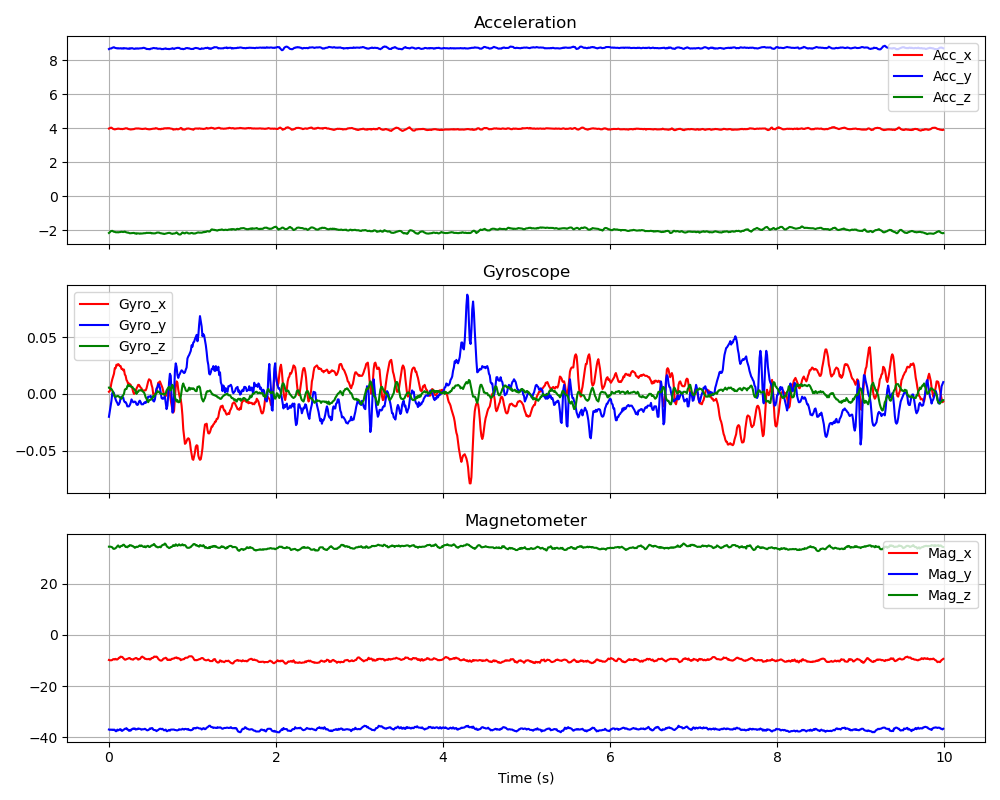 Acceleration
8
6
4
2
0
−2
Acc_x
Acc_y
Acc_z
Gyroscope
0.05
0.00
−0.05
Gyro_x
Gyro_y
Gyro_z
Magnetometer
20
0
−20
−40
Mag_x
Mag_y
Mag_z
0 2 4 6 8 10
Time (s)